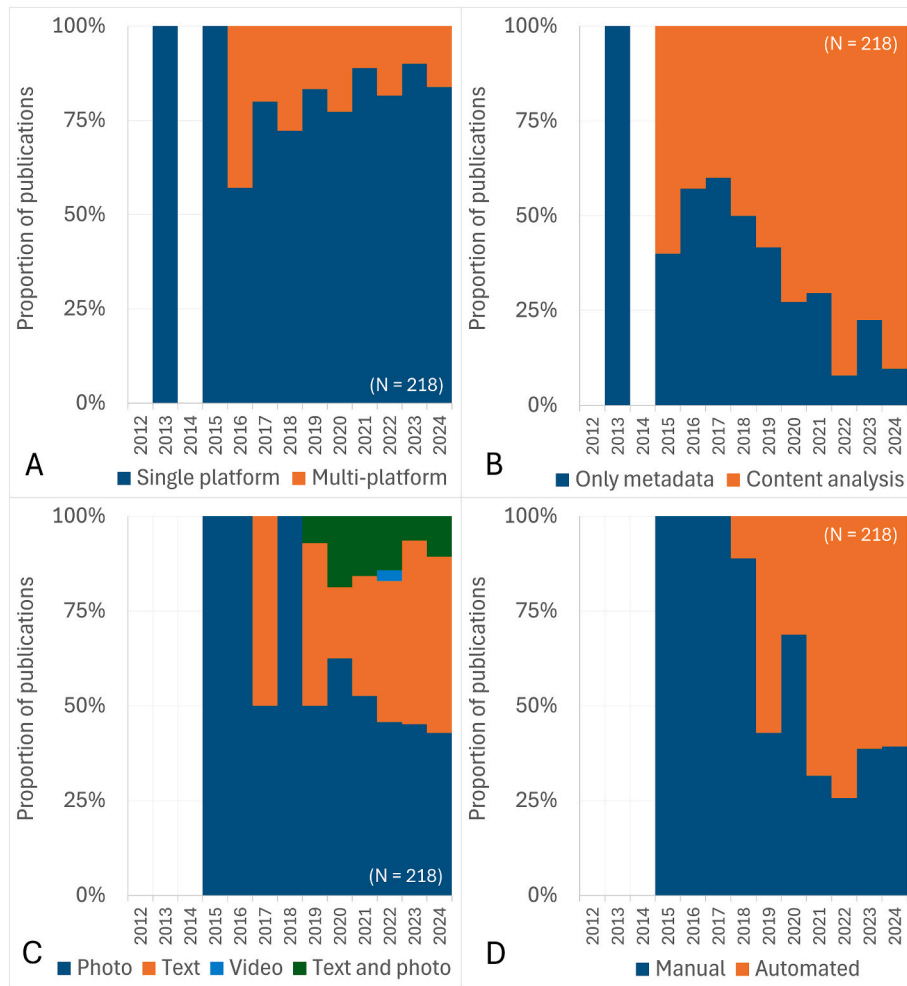 100%
75%
50%
25%
0%
Proportion of publications
(N = 218)
2012 2013 2014 2015 2016 2017 2018 2019 2020 2021 2022 2023 2024
A
Single platform Multi-platform
100%
75%
50%
25%
0%
Proportion of publications
(N = 218)
2012 2013 2014 2015 2016 2017 2018 2019 2020 2021 2022 2023 2024
B
Only metadata Content analysis
100%
75%
50%
25%
0%
Proportion of publications
(N = 218)
2012 2013 2014 2015 2016 2017 2018 2019 2020 2021 2022 2023 2024
C
Photo Text Video Text and photo
100%
75%
50%
25%
0%
Proportion of publications
(N = 218)
2012 2013 2014 2015 2016 2017 2018 2019 2020 2021 2022 2023 2024
D
Manual Automated